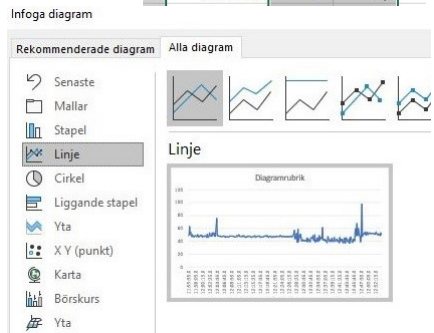 Infoga diagram
Rekommenderade diagram
Alla diagram
Senaste
Mallar
Stapel
Linje
Cirkel
Liggande stapel
Yta
X Y (punkt)
Karta
Börskurs
Yta
Linje
Diagramrubrik